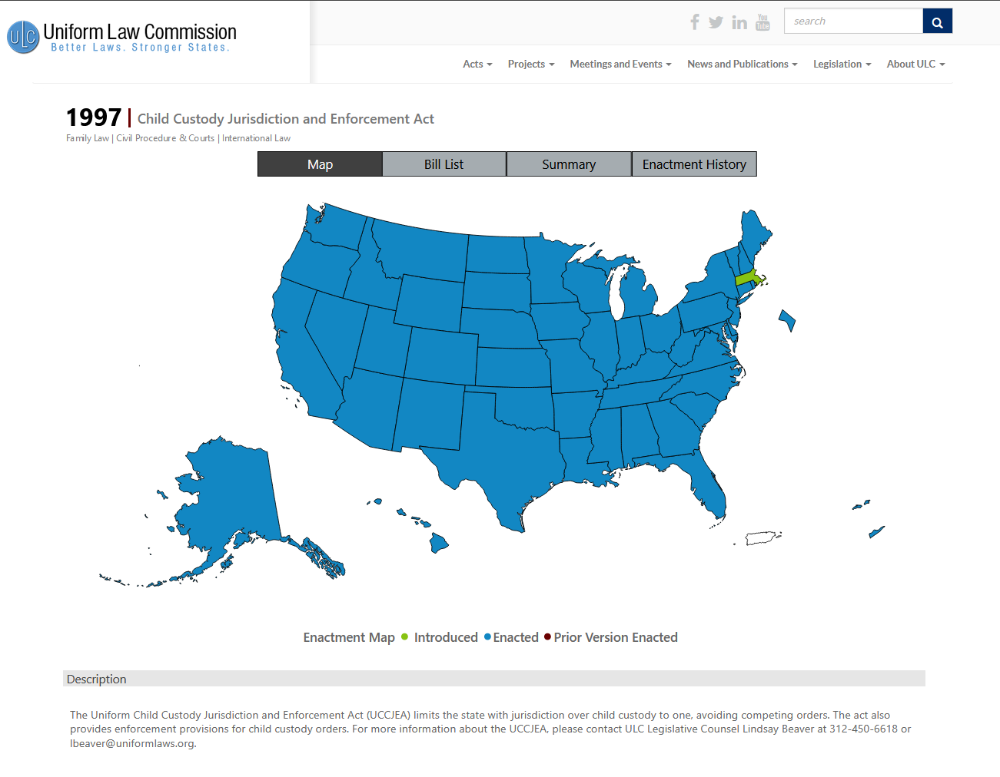 ULC Uniform Law Commission
Better Laws. Stronger States.
You Tube
search
Acts Projects Meetings and Events News and Publications Legislation About ULC
1997 | Child Custody Jurisdiction and Enforcement Act
Family Law | Civil Procedure & Courts | International Law
Map Bill List Summary Enactment History
Enactment Map Introduced Enacted Prior Version Enacted
Description
The Uniform Child Custody Jurisdiction and Enforcement Act (UCCJEA) limits the state with jurisdiction over child custody to one, avoiding competing orders. The act also
provides enforcement provisions for child custody orders. For more information about the UCCJEA, please contact ULC Legislative Counsel Lindsay Beaver at 312-450-6618 or
lbeaver@uniformlaws.org.